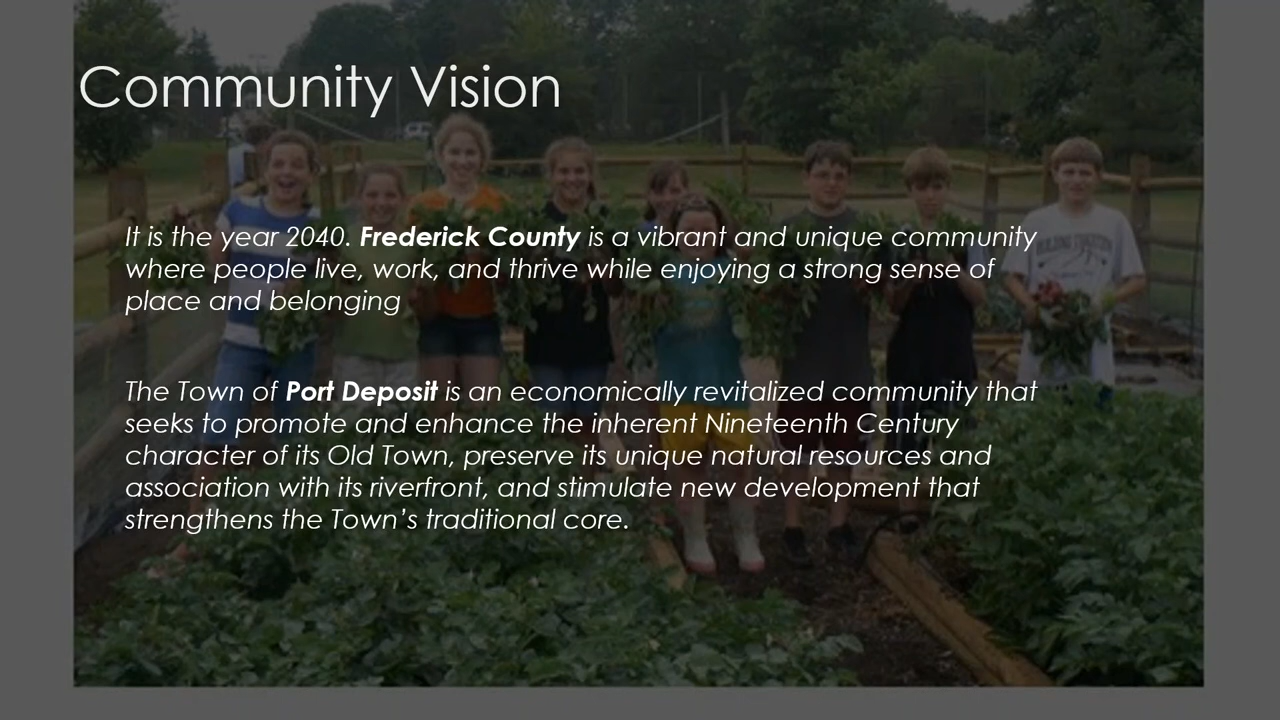 Community Vision
It is the year 2040. Frederick County is a vibrant and unique community
where people live, work, and thrive while enjoying a strong sense of
place and belonging
The Town of Port Deposit is an economically revitalized community that
seeks to promote and enhance the inherent Nineteenth Century
character of its Old Town, preserve its unique natural resources and
association with its riverfront, and stimulate new development that
strengthens the Town’s traditional core.